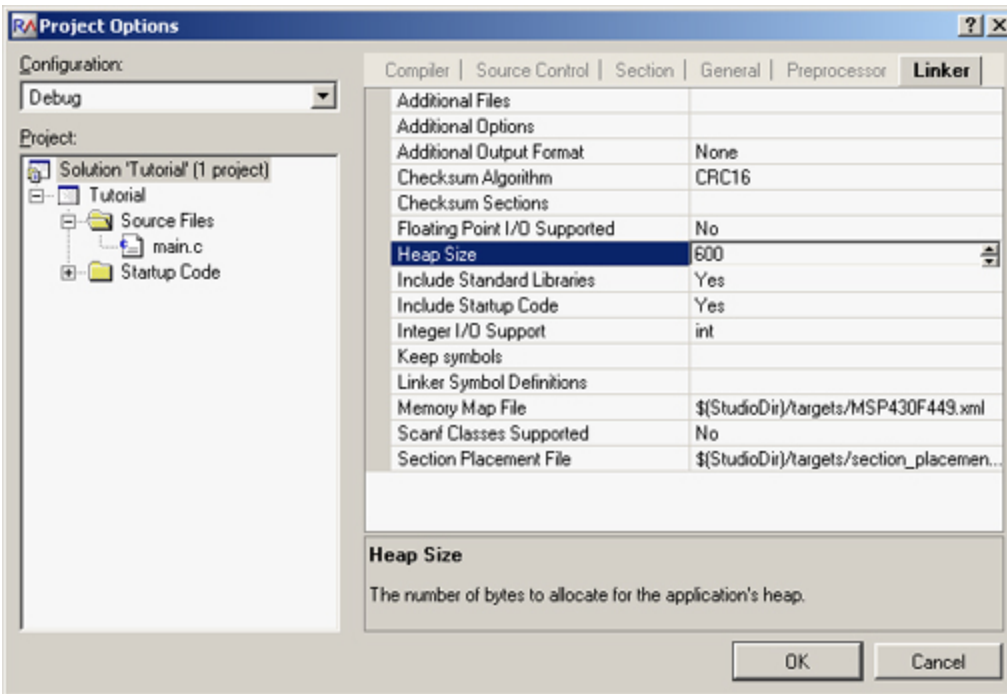 Project Options
Configuration:
Debug
Project:
Solution 'Tutorial' (1 project)
Tutorial
Source Files
main.c
Startup Code
Compiler | Source Control | Section | General | Preprocessor Linker
Additional Files
Additional Options
Additional Output Format None
Checksum Algorithm CRC16
Checksum Sections
Floating Point I/O Supported No
Heap Size 600
Include Standard Libraries Yes
Include Startup Code Yes
Integer I/O Support int
Keep symbols
Linker Symbol Definitions
Memory Map File $(StudioDir)/targets/MSP430F449.xml
Scanf Classes Supported No
Section Placement File $(StudioDir)/targets/section_placemen...
Heap Size
The number of bytes to allocate for the application's heap.
OK Cancel